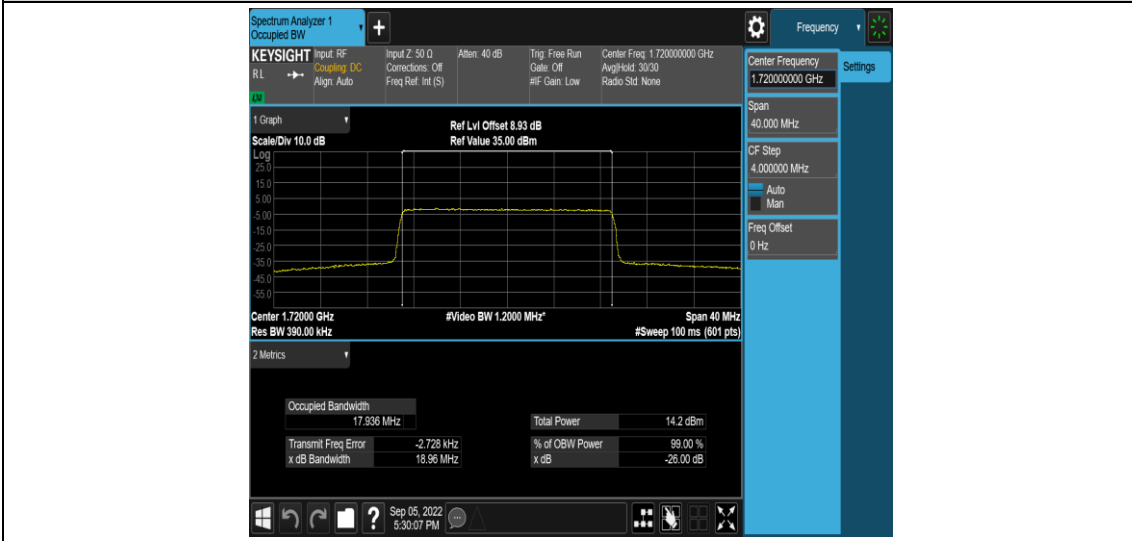 Spectrum Analyzer 1
Occupied BW
+
Frequency
KEYSIGHT
RL
LW
Input: RF
Coupling: DC
Align: Auto
Input Z: 50 Ω
Corrections: Off
Freq Ref: Int (S)
Atten: 40 dB
Trig: Free Run
Gate: Off
#IF Gain: Low
Center Freq: 1.720000000 GHz
Avg|Hold: 30/30
Radio Std: None
Center Frequency
1.720000000 GHz
Settings
Span
40.000 MHz
CF Step
4.000000 MHz
Auto
Man
Freq Offset
0 Hz
1 Graph
Scale/Div 10.0 dB
Ref Lvl Offset 8.93 dB
Ref Value 35.00 dBm
Log
25.0
15.0
5.00
-5.00
-15.0
-25.0
-35.0
-45.0
-55.0
Center 1.72000 GHz
#Video BW 1.2000 MHz*
Span 40 MHz
Res BW 390.00 kHz
#Sweep 100 ms (601 pts)
2 Metrics
Occupied Bandwidth
17.936 MHz
Total Power 14.2 dBm
Transmit Freq Error -2.728 kHz
% of OBW Power 99.00 %
x dB Bandwidth 18.96 MHz
x dB -26.00 dB
?
Sep 05, 2022
5:30:07 PM